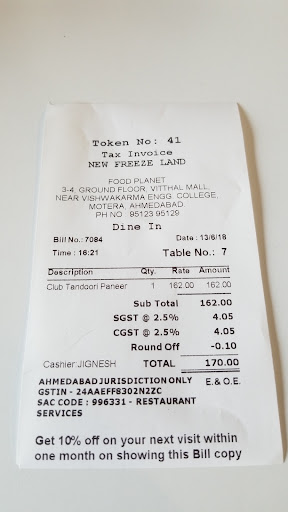 Token No: 41
Tax Invoice
NEW FREEZE LAND
FOOD PLANET
3-4, GROUND FLOOR, VITTHAL MALL,
NEAR VISHWAKARMA ENGG. COLLEGE,
MOTERA, AHMEDABAD.
PH NO : 95123 95129
Dine In
Bill No.: 7084 Date : 13/6/18
Time : 16:21 Table No.: 7
Description Qty. Rate Amount
Club Tandoori Paneer 1 162.00 162.00
Sub Total 162.00
SGST @ 2.5% 4.05
CGST @ 2.5% 4.05
Round Off -0.10
Cashier:JIGNESH TOTAL 170.00
AHMEDABAD JURISDICTION ONLY E.& O.E.
GSTIN - 24AAEFF8302N2ZC
SAC CODE : 996331 - RESTAURANT
SERVICES
Get 10% off on your next visit within
one month on showing this Bill copy